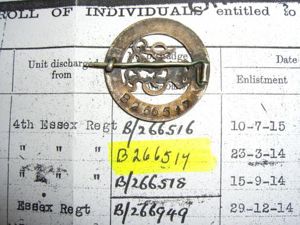 ROLL OF INDIVIDUALS entitled to
Unit discharged from
Date
Enlistment
B266517
4th Essex Regt B/266516 10-7-15
" " " B266517 23-3-14
" " " B/266518 15-9-14
Essex Regt B/266949 29-12-14